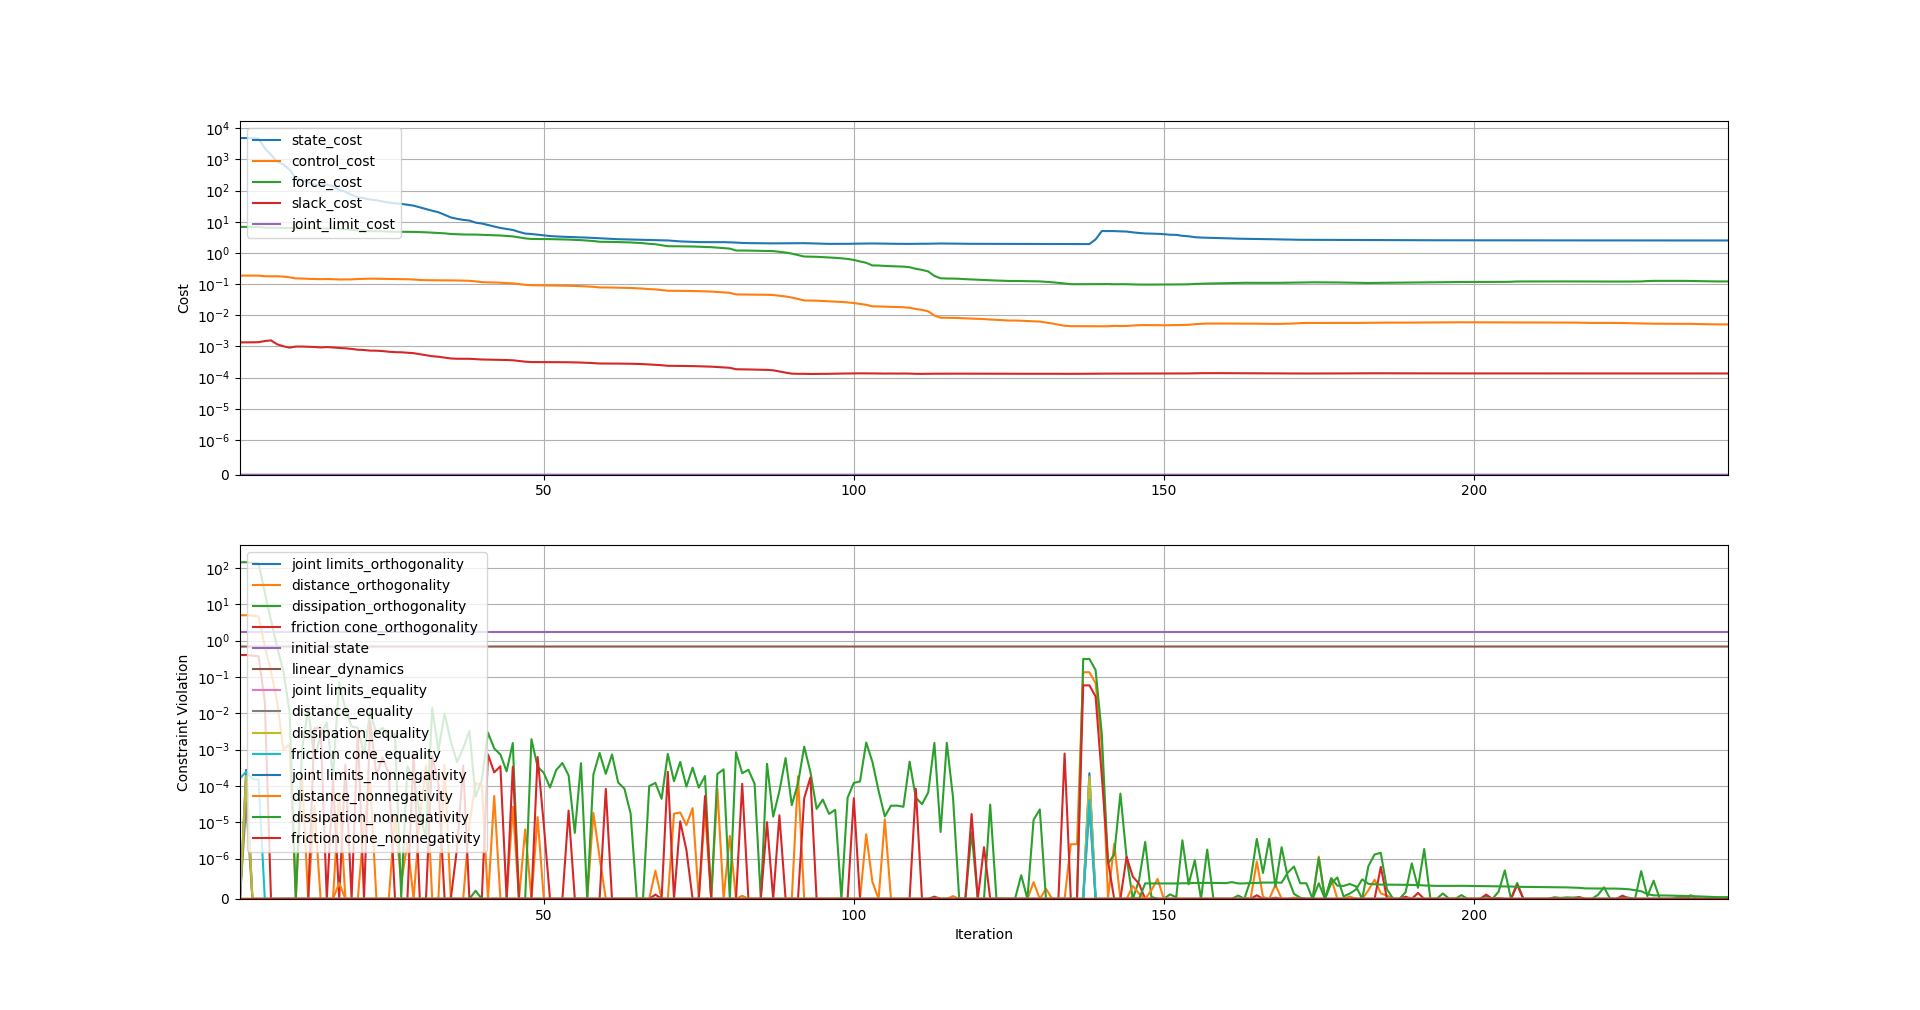 10^4
10^3
10^2
10^1
10^0
10^-1
10^-2
10^-3
10^-4
10^-5
10^-6
0
Cost
state_cost
control_cost
force_cost
slack_cost
joint_limit_cost
50 100 150 200
10^2
10^1
10^0
10^-1
10^-2
10^-3
10^-4
10^-5
10^-6
0
Constraint Violation
joint limits_orthogonality
distance_orthogonality
dissipation_orthogonality
friction cone_orthogonality
initial state
linear_dynamics
joint limits_equality
distance_equality
dissipation_equality
friction cone_equality
joint limits_nonnegativity
distance_nonnegativity
dissipation_nonnegativity
friction cone_nonnegativity
50 100 150 200
Iteration